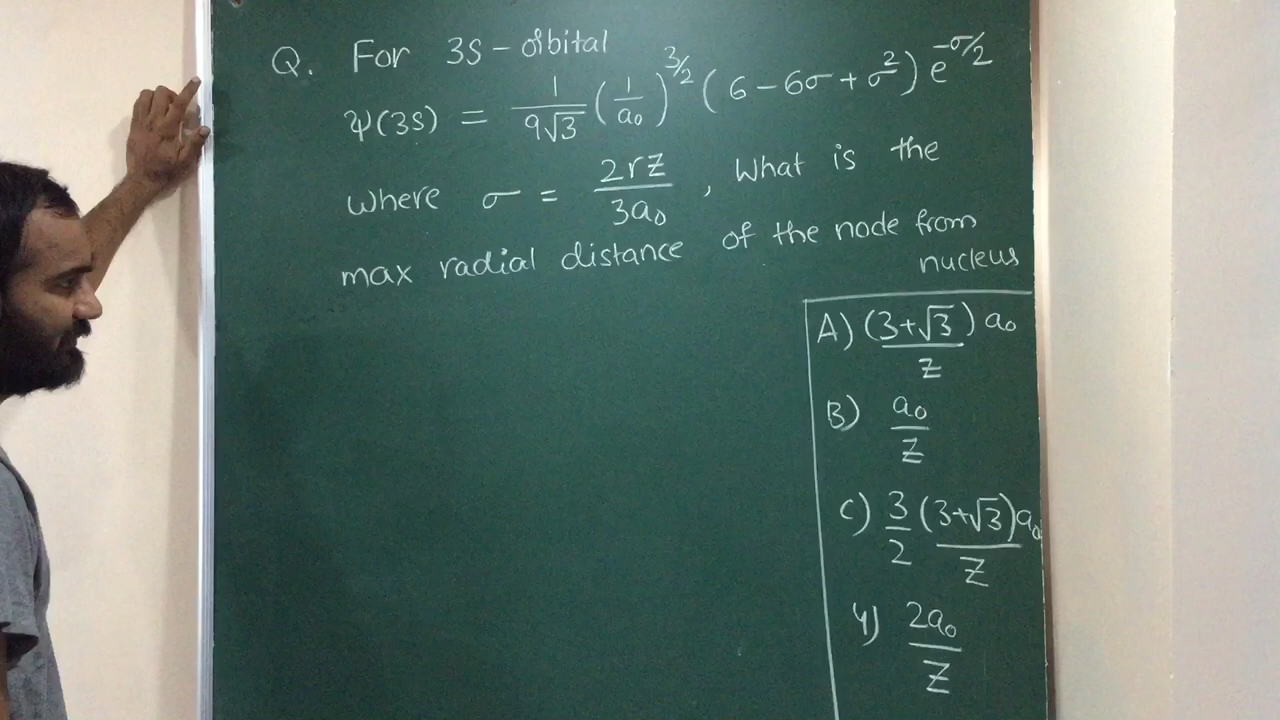 Q. For 3S-orbital
ψ(3S) = 1/9√3 (1/a₀)^3/2 (6 - 6σ + σ²) e^-σ/2
where σ = 2rZ/3a₀ , What is the
max radial distance of the node from
nucleus
A) (3+√3) a₀/Z
B) a₀/Z
C) 3/2 (3+√3)a₀/Z
4) 2a₀/Z